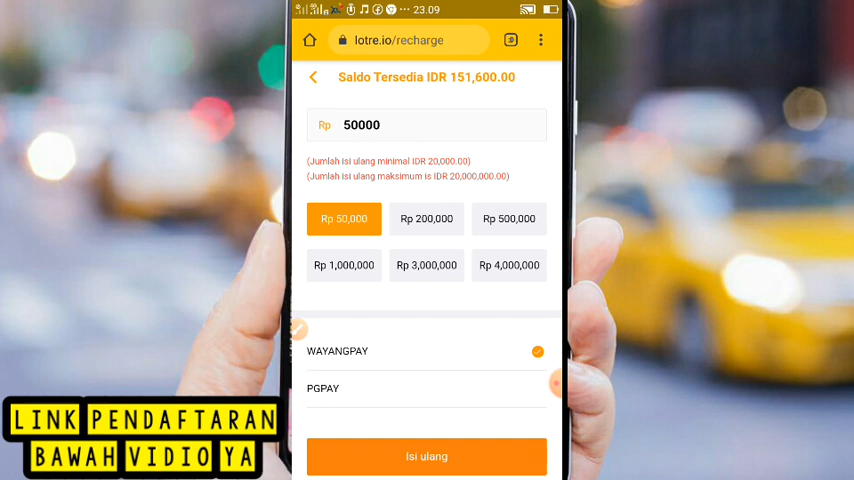 23.09
lotre.io/recharge
Saldo Tersedia IDR 151,600.00
Rp 50000
(Jumlah isi ulang minimal IDR 20,000.00)
(Jumlah isi ulang maksimum is IDR 20,000,000.00)
Rp 50,000 Rp 200,000 Rp 500,000
Rp 1,000,000 Rp 3,000,000 Rp 4,000,000
WAYANGPAY
PGPAY
Isi ulang
LINK PENDAFTARAN
BAWAH VIDIO YA